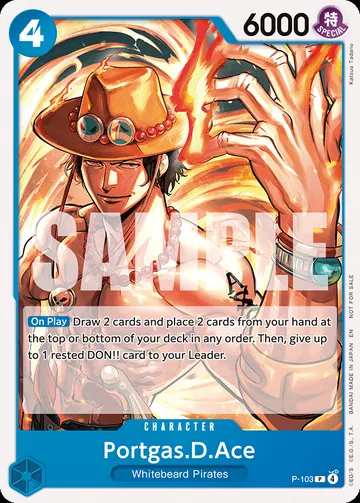 4
6000
特
SPECIAL
Katsuo Tadano
SAMPLE
On Play Draw 2 cards and place 2 cards from your hand at
the top or bottom of your deck in any order. Then, give up
to 1 rested DON!! card to your Leader.
CHARACTER
Portgas.D.Ace
Whitebeard Pirates
P-103 P 4
©E.O./S. ©E.O./S., T.A. BANDAI MADE IN JAPAN EN NOT FOR SALE